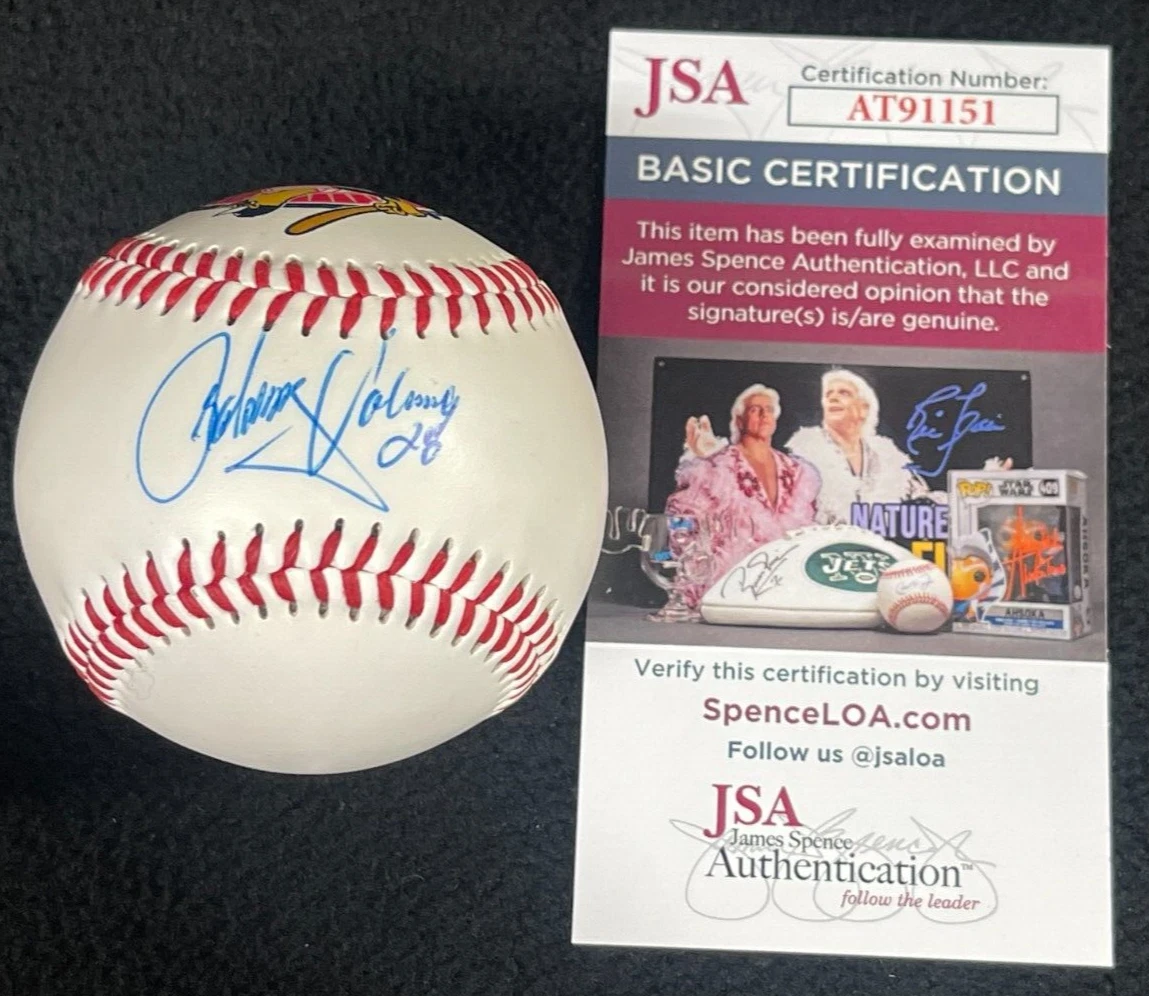 28
JSA
Certification Number:
AT91151
BASIC CERTIFICATION
This item has been fully examined by
James Spence Authentication, LLC and
it is our considered opinion that the
signature(s) is/are genuine.
NATURE
JETS
POP!
STAR
WARS
409
AHSOKA
Verify this certification by visiting
SpenceLOA.com
Follow us @jsaloa
JSA
James Spence
Authentication™
follow the leader